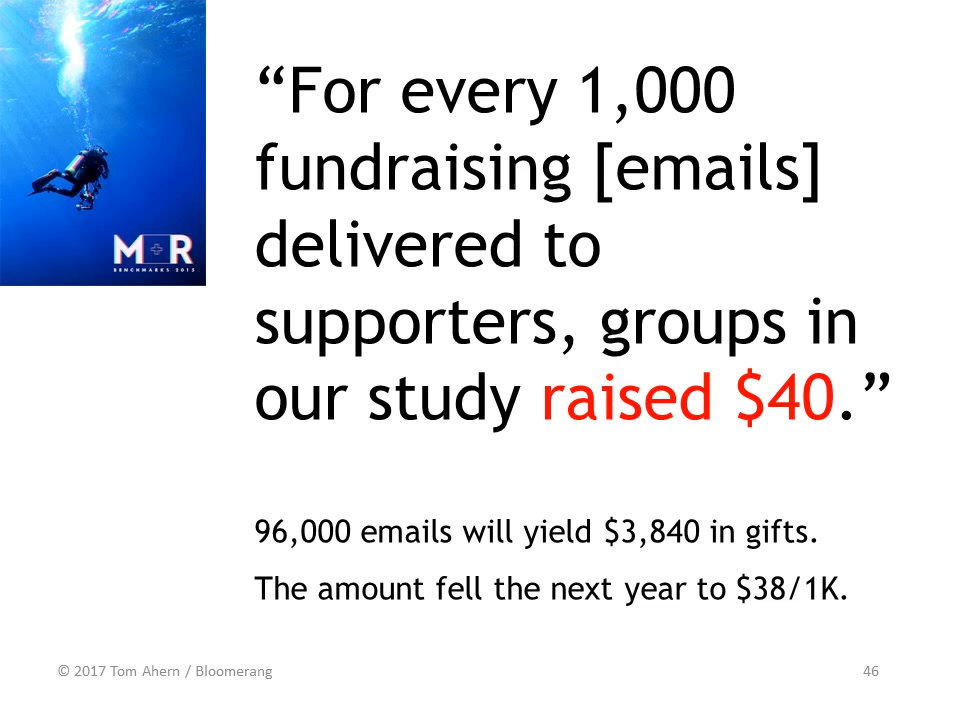 M+R
BENCHMARKS 2015
“For every 1,000
fundraising [emails]
delivered to
supporters, groups in
our study raised $40.”
96,000 emails will yield $3,840 in gifts.
The amount fell the next year to $38/1K.
© 2017 Tom Ahern / Bloomerang
46